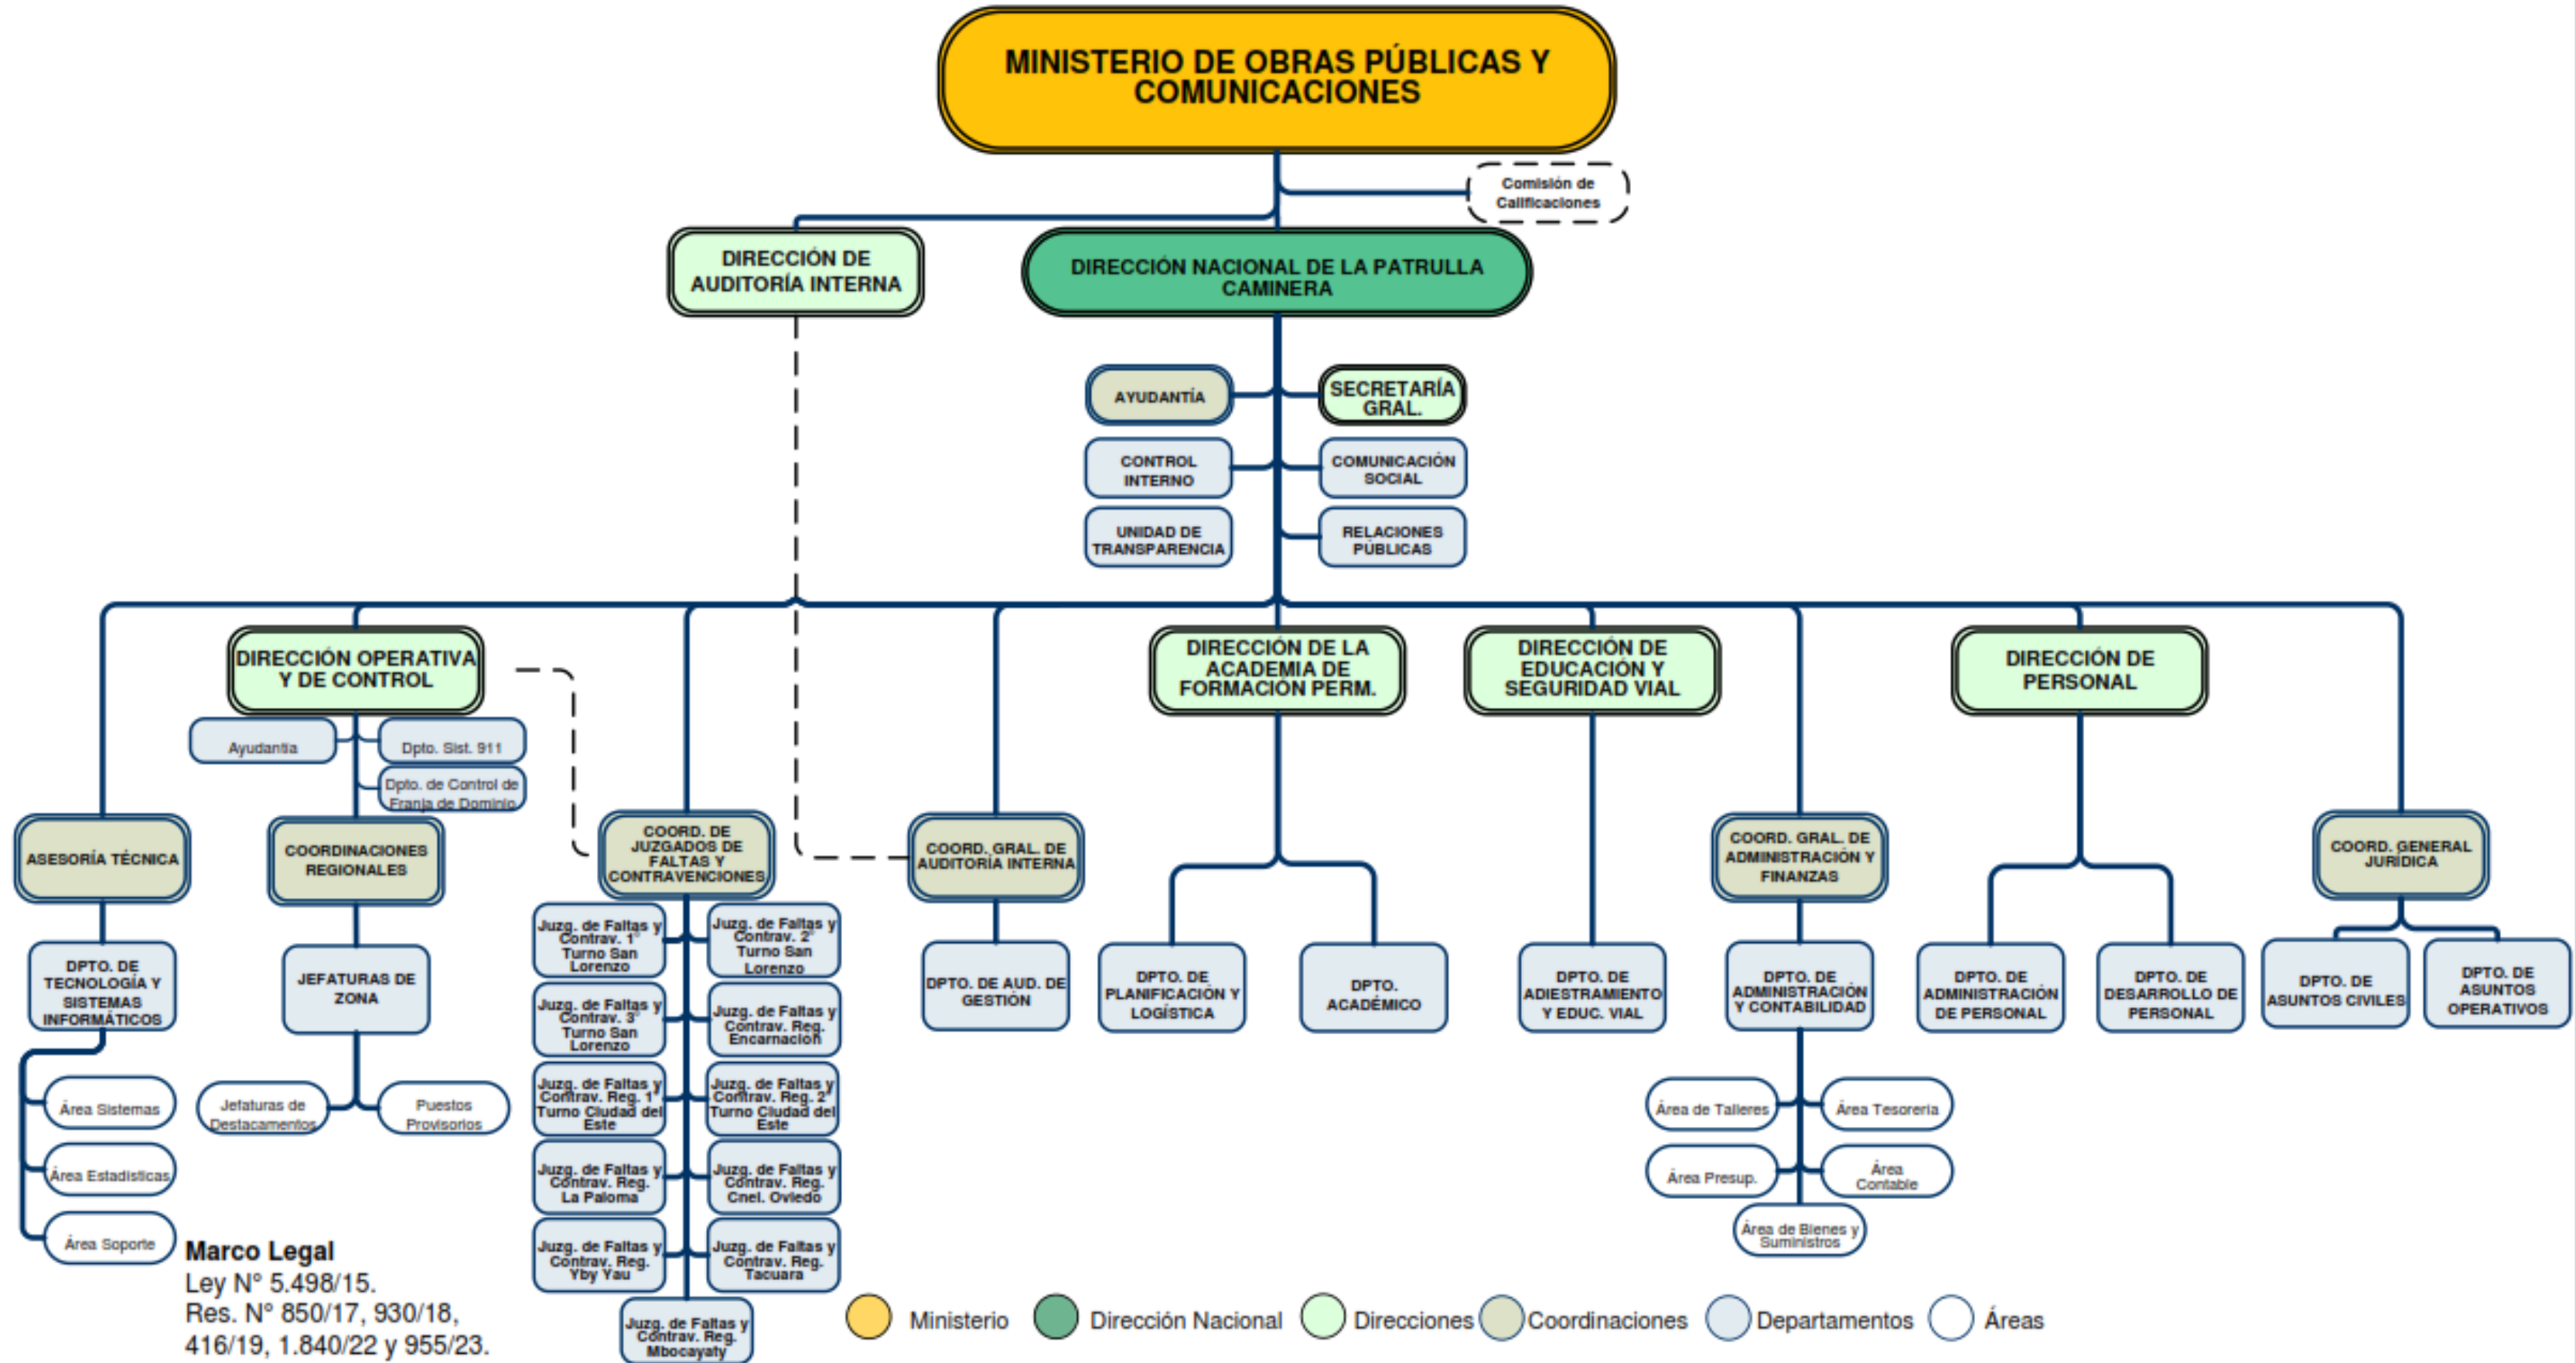 MINISTERIO DE OBRAS PÚBLICAS Y
COMUNICACIONES
Comisión de
Calificaciones
DIRECCIÓN DE
AUDITORÍA INTERNA
DIRECCIÓN NACIONAL DE LA PATRULLA
CAMINERA
AYUDANTÍA
SECRETARÍA
GRAL.
CONTROL
INTERNO
COMUNICACIÓN
SOCIAL
UNIDAD DE
TRANSPARENCIA
RELACIONES
PÚBLICAS
DIRECCIÓN OPERATIVA
Y DE CONTROL
DIRECCIÓN DE LA
ACADEMIA DE
FORMACIÓN PERM.
DIRECCIÓN DE
EDUCACIÓN Y
SEGURIDAD VIAL
DIRECCIÓN DE
PERSONAL
Ayudantía
Dpto. Sist. 911
Dpto. de Control de
Franja de Dominio
ASESORÍA TÉCNICA
COORDINACIONES
REGIONALES
COORD. DE
JUZGADOS DE
FALTAS Y
CONTRAVENCIONES
COORD. GRAL. DE
AUDITORÍA INTERNA
COORD. GRAL. DE
ADMINISTRACIÓN Y
FINANZAS
COORD. GENERAL
JURÍDICA
DPTO. DE
TECNOLOGÍA Y
SISTEMAS
INFORMÁTICOS
JEFATURAS DE
ZONA
Juzg. de Faltas y
Contrav. 1°
Turno San
Lorenzo
Juzg. de Faltas y
Contrav. 2°
Turno San
Lorenzo
DPTO. DE AUD. DE
GESTIÓN
DPTO. DE
PLANIFICACIÓN Y
LOGÍSTICA
DPTO.
ACADÉMICO
DPTO. DE
ADIESTRAMIENTO
Y EDUC. VIAL
DPTO. DE
ADMINISTRACIÓN
Y CONTABILIDAD
DPTO. DE
ADMINISTRACIÓN
DE PERSONAL
DPTO. DE
DESARROLLO DE
PERSONAL
DPTO. DE
ASUNTOS CIVILES
DPTO. DE
ASUNTOS
OPERATIVOS
Juzg. de Faltas y
Contrav. 3°
Turno San
Lorenzo
Juzg. de Faltas y
Contrav. Reg.
Encarnación
Juzg. de Faltas y
Contrav. Reg. 1°
Turno Ciudad del
Este
Juzg. de Faltas y
Contrav. Reg. 2°
Turno Ciudad del
Este
Juzg. de Faltas y
Contrav. Reg.
La Paloma
Juzg. de Faltas y
Contrav. Reg.
Cnel. Oviedo
Juzg. de Faltas y
Contrav. Reg.
Yby Yau
Juzg. de Faltas y
Contrav. Reg.
Tacuara
Juzg. de Faltas y
Contrav. Reg.
Mbocayaty
Área Sistemas
Área Estadísticas
Área Soporte
Jefaturas de
Destacamentos
Puestos
Provisorios
Área de Talleres
Área Tesorería
Área Presup.
Área
Contable
Área de Bienes y
Suministros
Marco Legal
Ley N° 5.498/15.
Res. N° 850/17, 930/18,
416/19, 1.840/22 y 955/23.
Ministerio
Dirección Nacional
Direcciones
Coordinaciones
Departamentos
Áreas